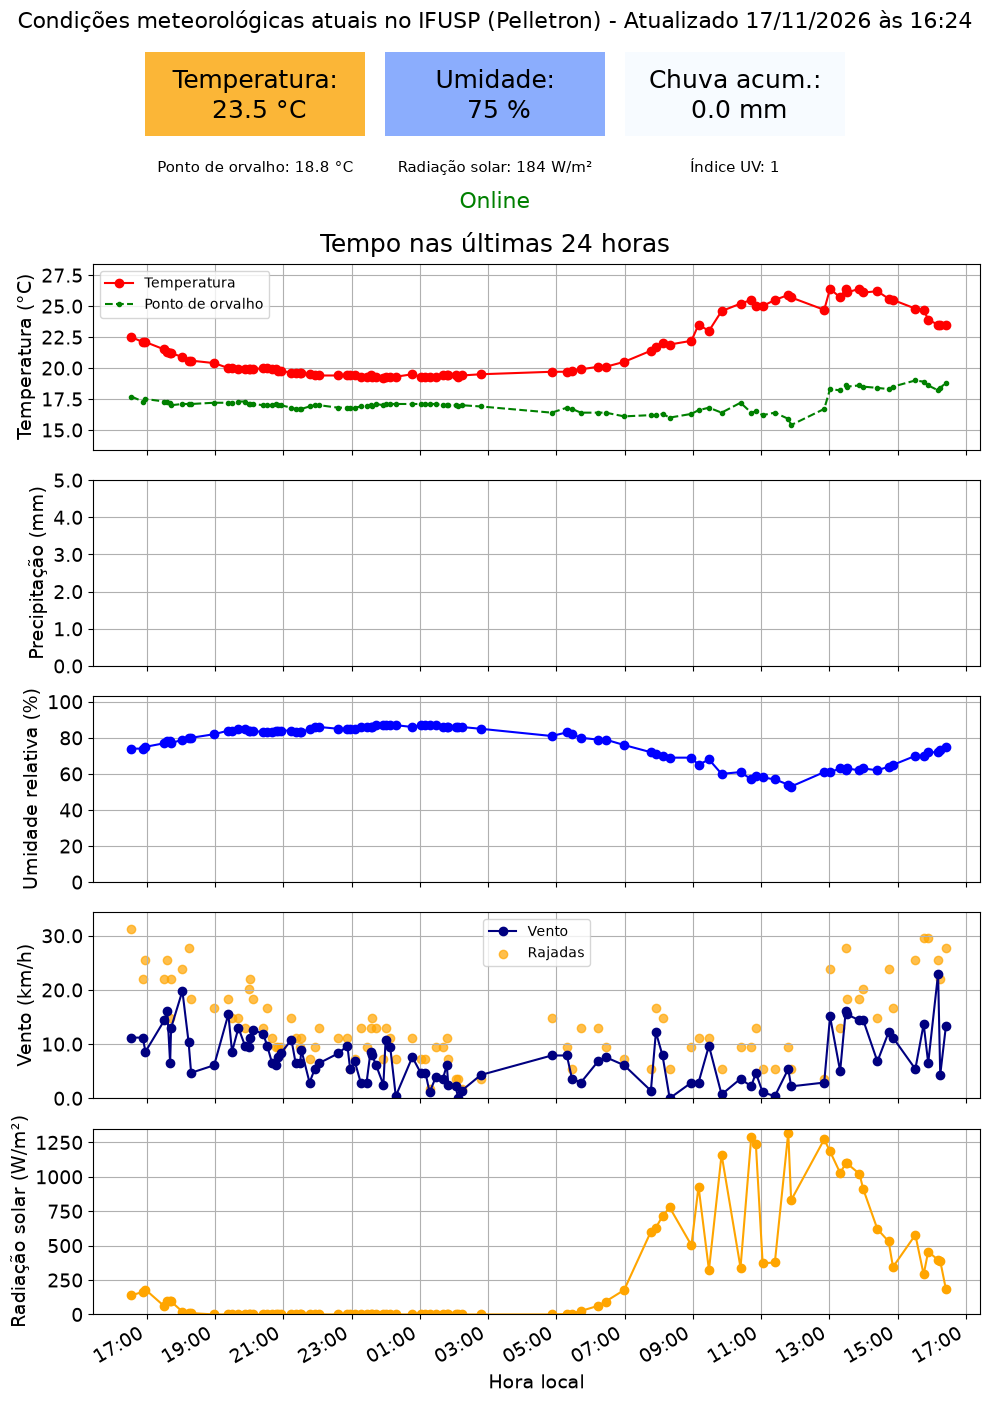 Condições meteorológicas atuais no IFUSP (Pelletron) - Atualizado 17/11/2026 às 16:24
Temperatura:
23.5 °C
Umidade:
75 %
Chuva acum.:
0.0 mm
Ponto de orvalho: 18.8 °C
Radiação solar: 184 W/m²
Índice UV: 1
Online
Tempo nas últimas 24 horas
Temperatura (°C)
27.5
25.0
22.5
20.0
17.5
15.0
Temperatura
Ponto de orvalho
Precipitação (mm)
5.0
4.0
3.0
2.0
1.0
0.0
Umidade relativa (%)
100
80
60
40
20
0
Vento (km/h)
30.0
20.0
10.0
0.0
Vento
Rajadas
Radiação solar (W/m²)
1250
1000
750
500
250
0
17:00
19:00
21:00
23:00
01:00
03:00
05:00
07:00
09:00
11:00
13:00
15:00
17:00
Hora local